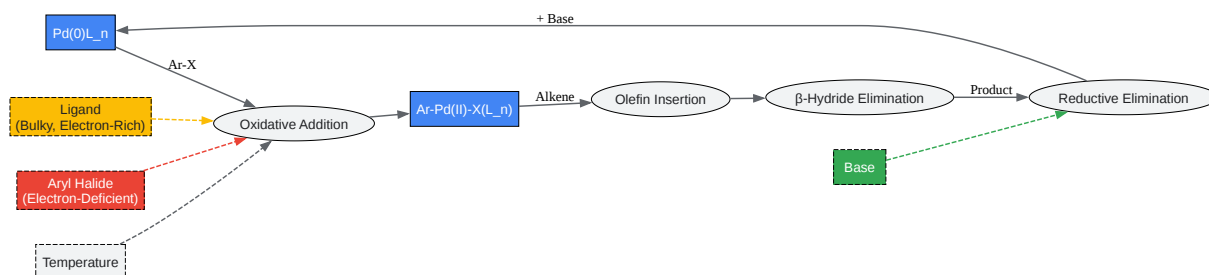 + Base
Pd(0)L_n
Ar-X
Ligand
(Bulky, Electron-Rich)
Oxidative Addition
Ar-Pd(II)-X(L_n)
Alkene
Olefin Insertion
β-Hydride Elimination
Product
Reductive Elimination
Aryl Halide
(Electron-Deficient)
Base
Temperature